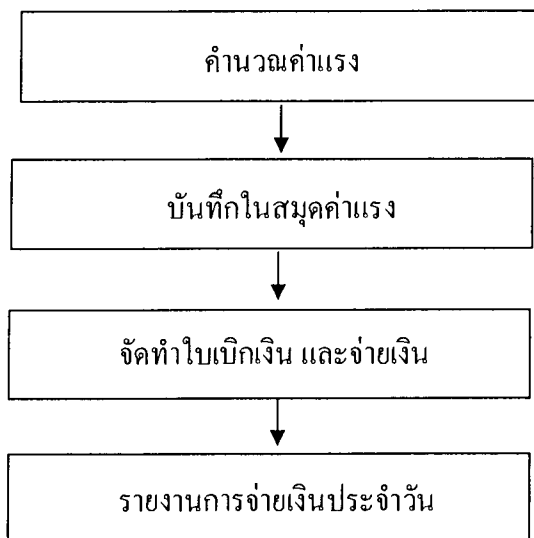 คำนวณค่าแรง
บันทึกในสมุดค่าแรง
จัดทำใบเบิกเงิน และจ่ายเงิน
รายงานการจ่ายเงินประจำวัน